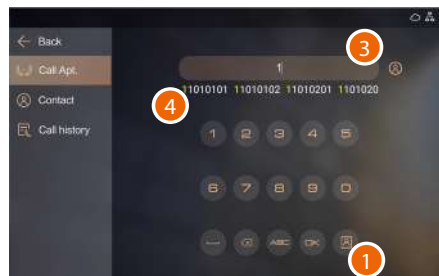 Back
3
Call Apt.
1
4
11010101 11010102 11010201 1101020
Contact
Call history
1 2 3 4 5
6 7 8 9 0
ABC OK
1